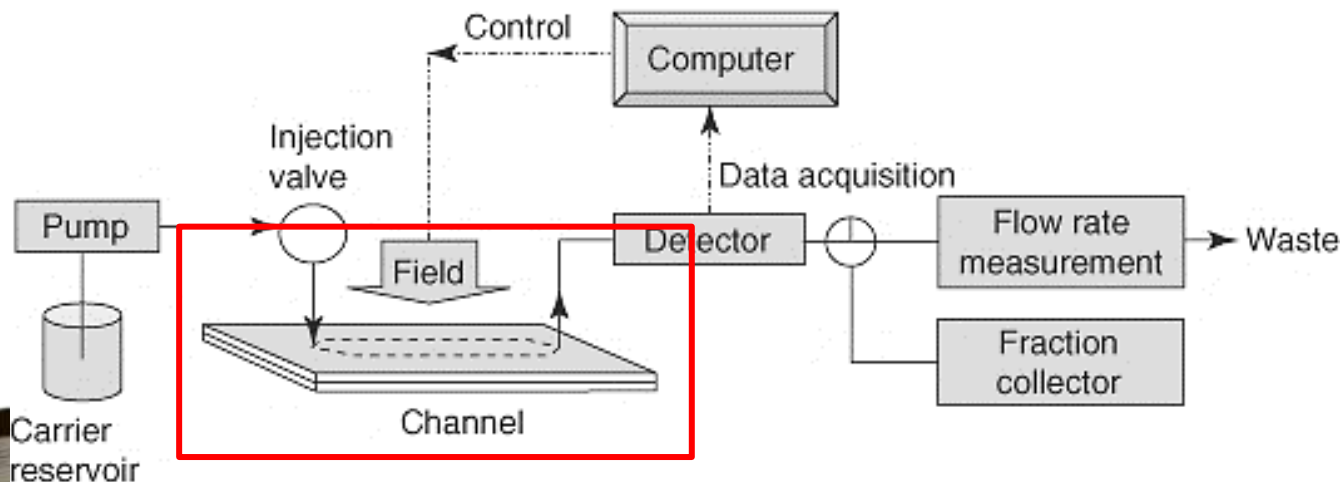 Control
Computer
Injection
valve
Data acquisition
Pump
Field
Detector
Flow rate
measurement
Waste
Channel
Fraction
collector
Carrier
reservoir